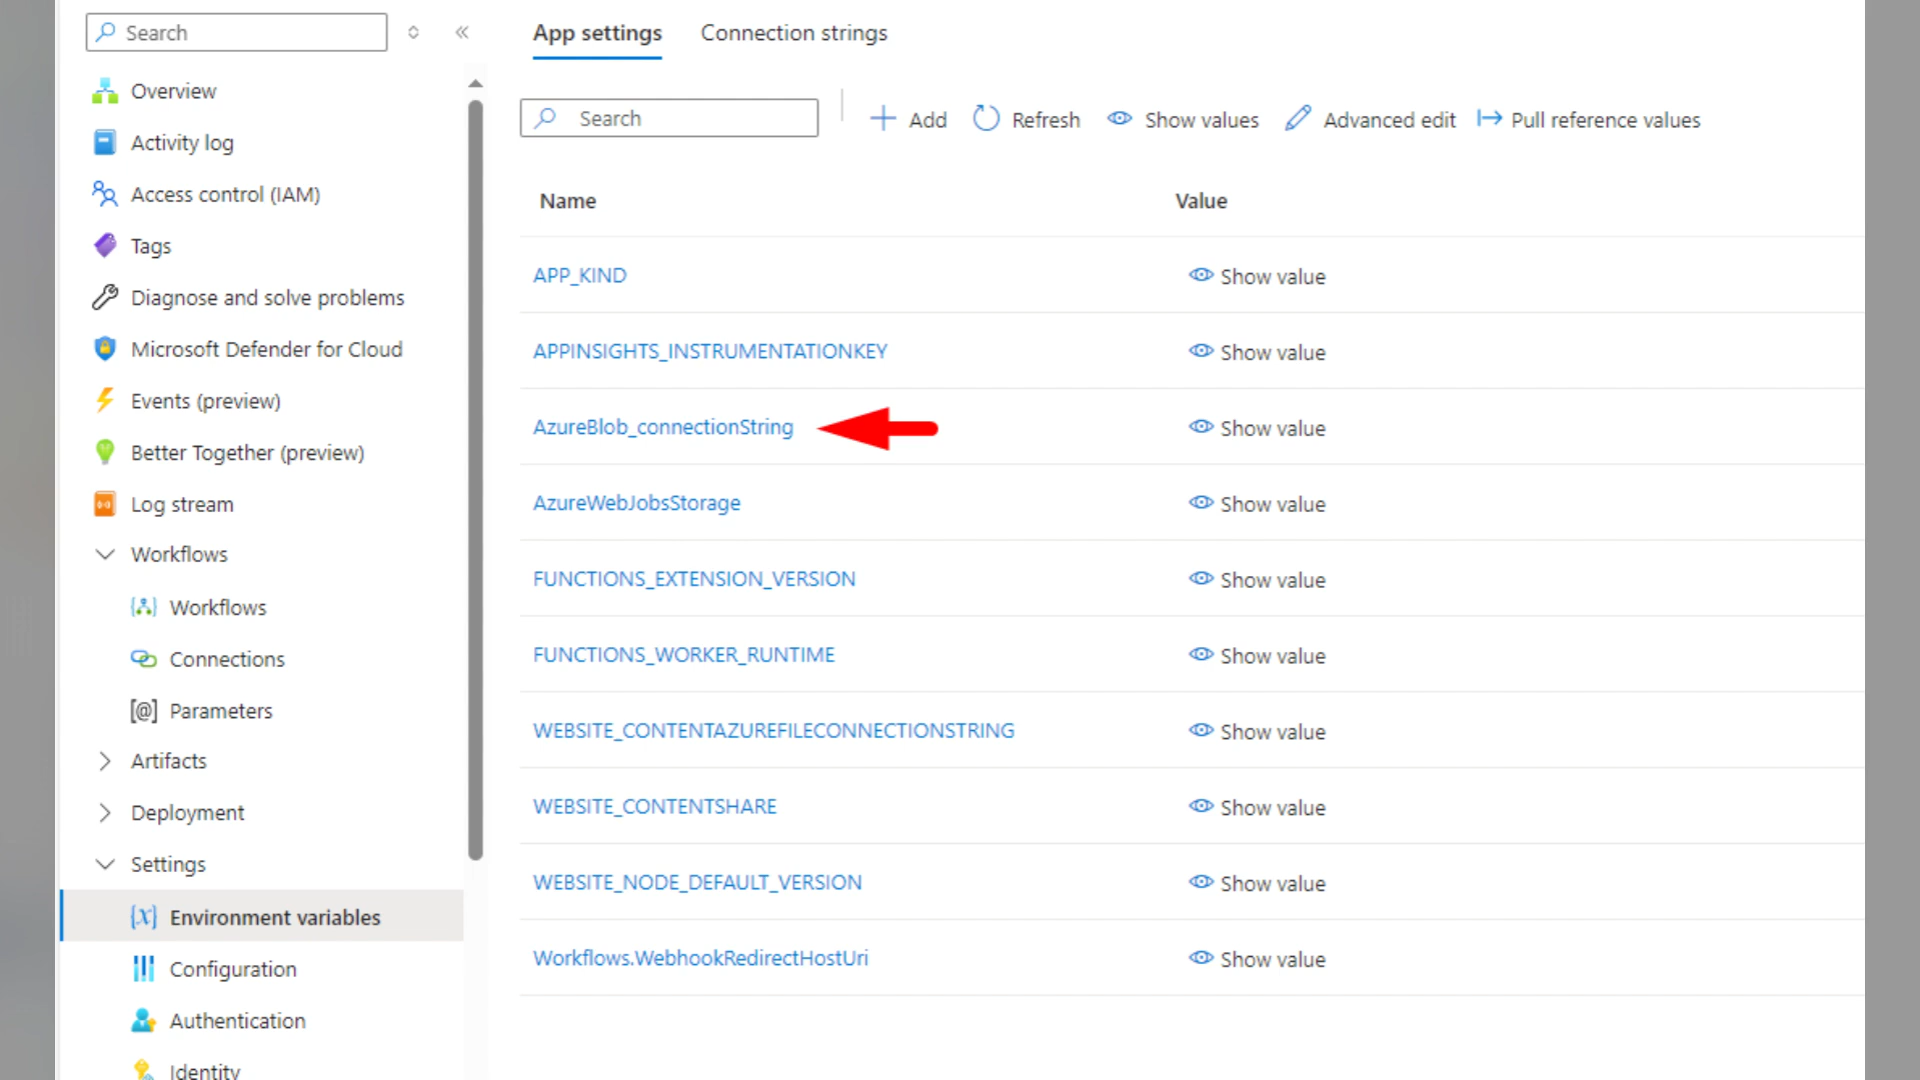 Search
Overview
Activity log
Access control (IAM)
Tags
Diagnose and solve problems
Microsoft Defender for Cloud
Events (preview)
Better Together (preview)
Log stream
Workflows
Workflows
Connections
Parameters
Artifacts
Deployment
Settings
Environment variables
Configuration
Authentication
Identity
App settings Connection strings
Search Add Refresh Show values Advanced edit Pull reference values
Name Value
APP_KIND Show value
APPINSIGHTS_INSTRUMENTATIONKEY Show value
AzureBlob_connectionString Show value
AzureWebJobsStorage Show value
FUNCTIONS_EXTENSION_VERSION Show value
FUNCTIONS_WORKER_RUNTIME Show value
WEBSITE_CONTENTAZUREFILECONNECTIONSTRING Show value
WEBSITE_CONTENTSHARE Show value
WEBSITE_NODE_DEFAULT_VERSION Show value
Workflows.WebhookRedirectHostUri Show value